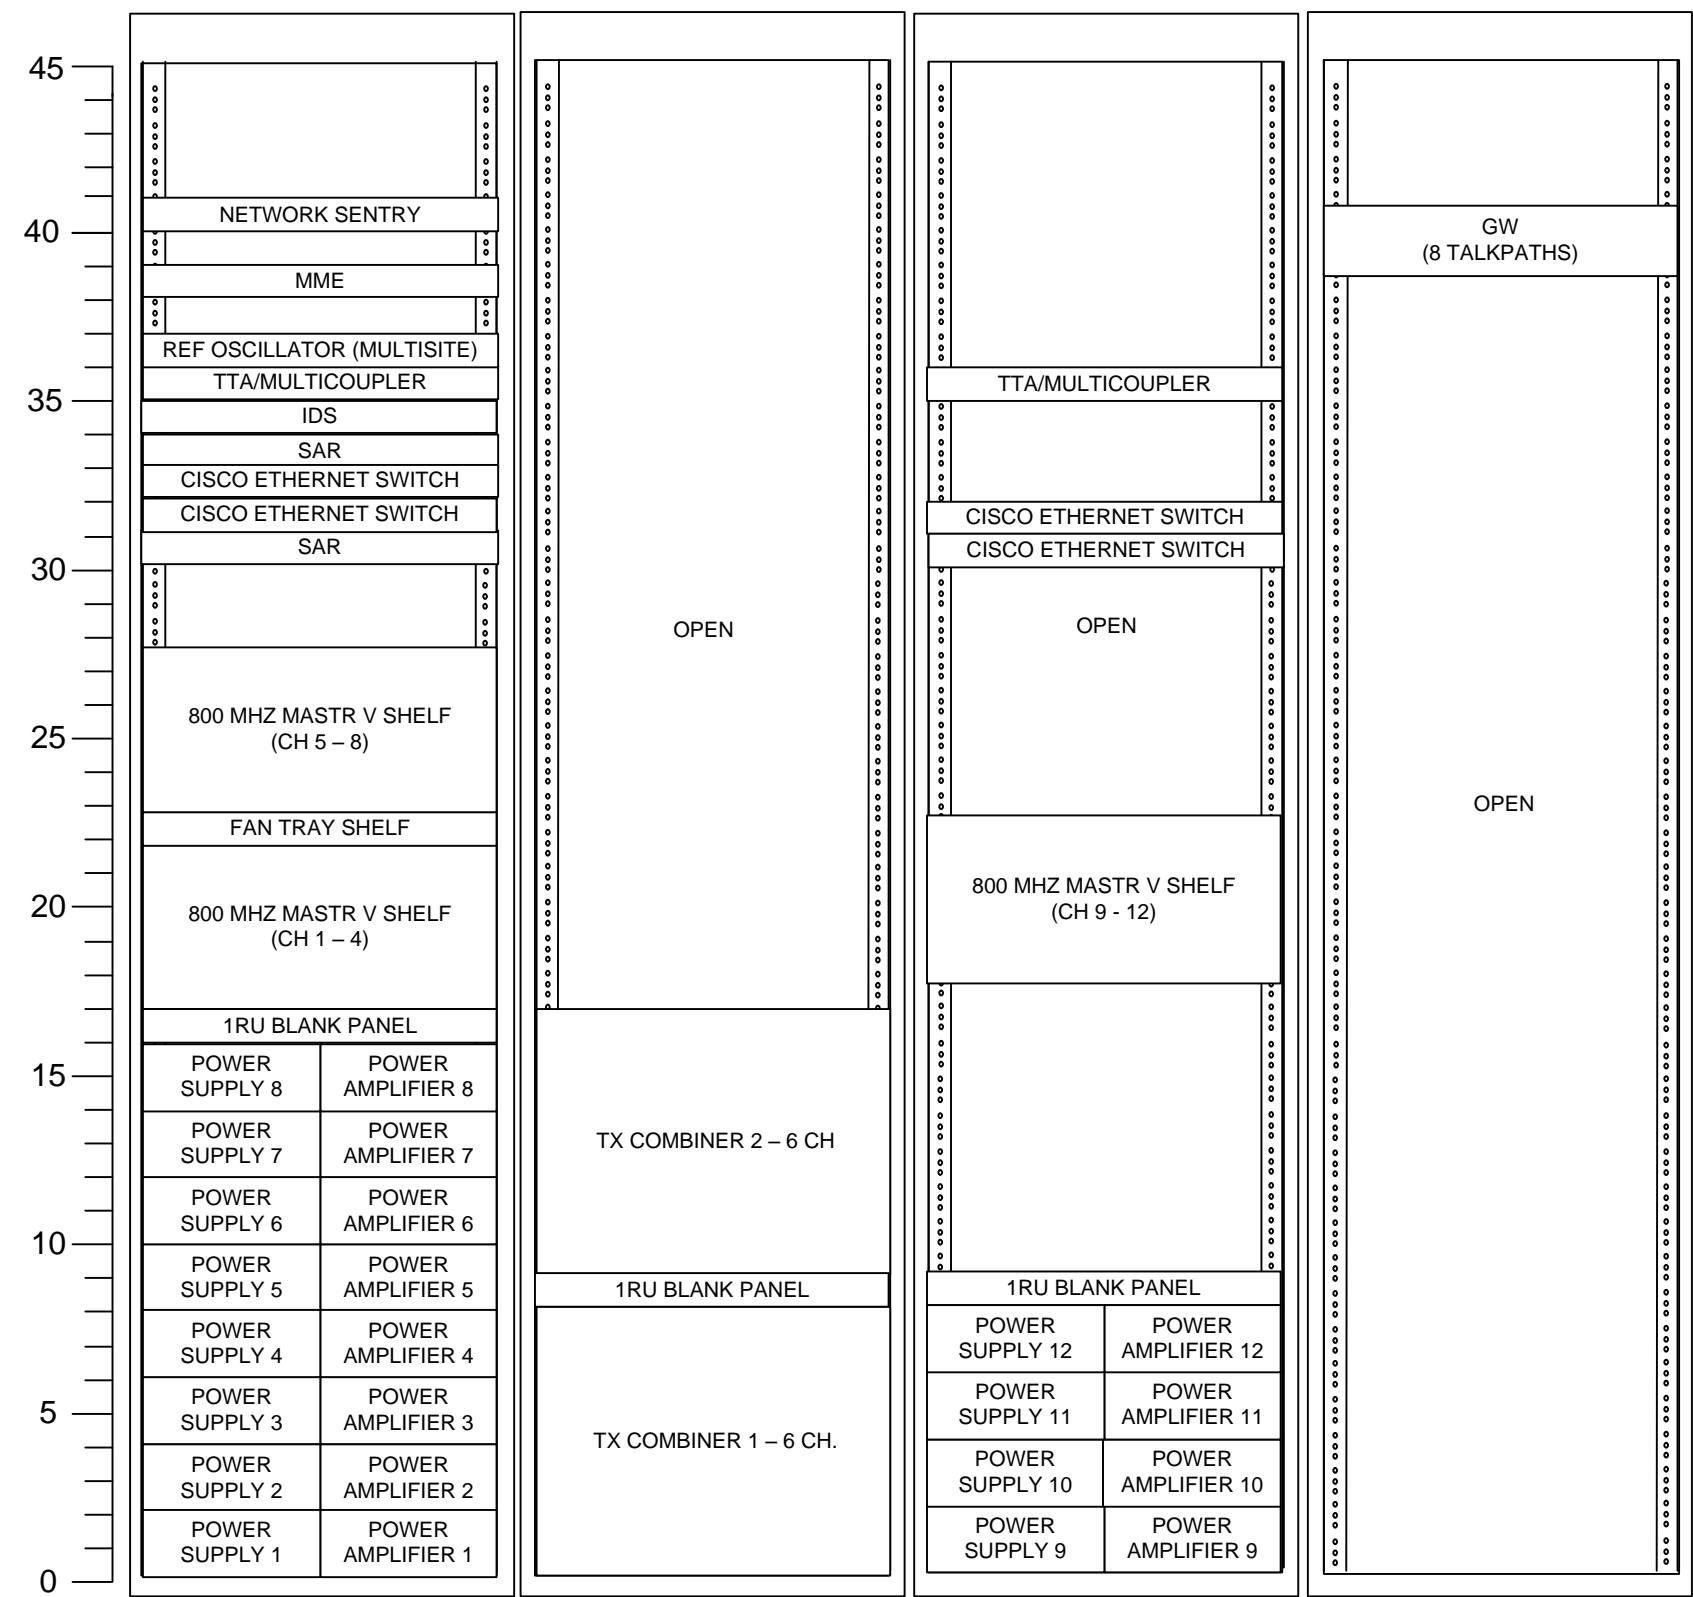 45
40
35
30
25
20
15
10
5
0
NETWORK SENTRY
MME
REF OSCILLATOR (MULTISITE)
TTA/MULTICOUPLER
IDS
SAR
CISCO ETHERNET SWITCH
CISCO ETHERNET SWITCH
SAR
800 MHZ MASTR V SHELF
(CH 5 – 8)
FAN TRAY SHELF
800 MHZ MASTR V SHELF
(CH 1 – 4)
1RU BLANK PANEL
POWER
SUPPLY 8
POWER
AMPLIFIER 8
POWER
SUPPLY 7
POWER
AMPLIFIER 7
POWER
SUPPLY 6
POWER
AMPLIFIER 6
POWER
SUPPLY 5
POWER
AMPLIFIER 5
POWER
SUPPLY 4
POWER
AMPLIFIER 4
POWER
SUPPLY 3
POWER
AMPLIFIER 3
POWER
SUPPLY 2
POWER
AMPLIFIER 2
POWER
SUPPLY 1
POWER
AMPLIFIER 1
OPEN
TX COMBINER 2 – 6 CH
1RU BLANK PANEL
TX COMBINER 1 – 6 CH.
TTA/MULTICOUPLER
CISCO ETHERNET SWITCH
CISCO ETHERNET SWITCH
OPEN
800 MHZ MASTR V SHELF
(CH 9 - 12)
1RU BLANK PANEL
POWER
SUPPLY 12
POWER
AMPLIFIER 12
POWER
SUPPLY 11
POWER
AMPLIFIER 11
POWER
SUPPLY 10
POWER
AMPLIFIER 10
POWER
SUPPLY 9
POWER
AMPLIFIER 9
GW
(8 TALKPATHS)
OPEN